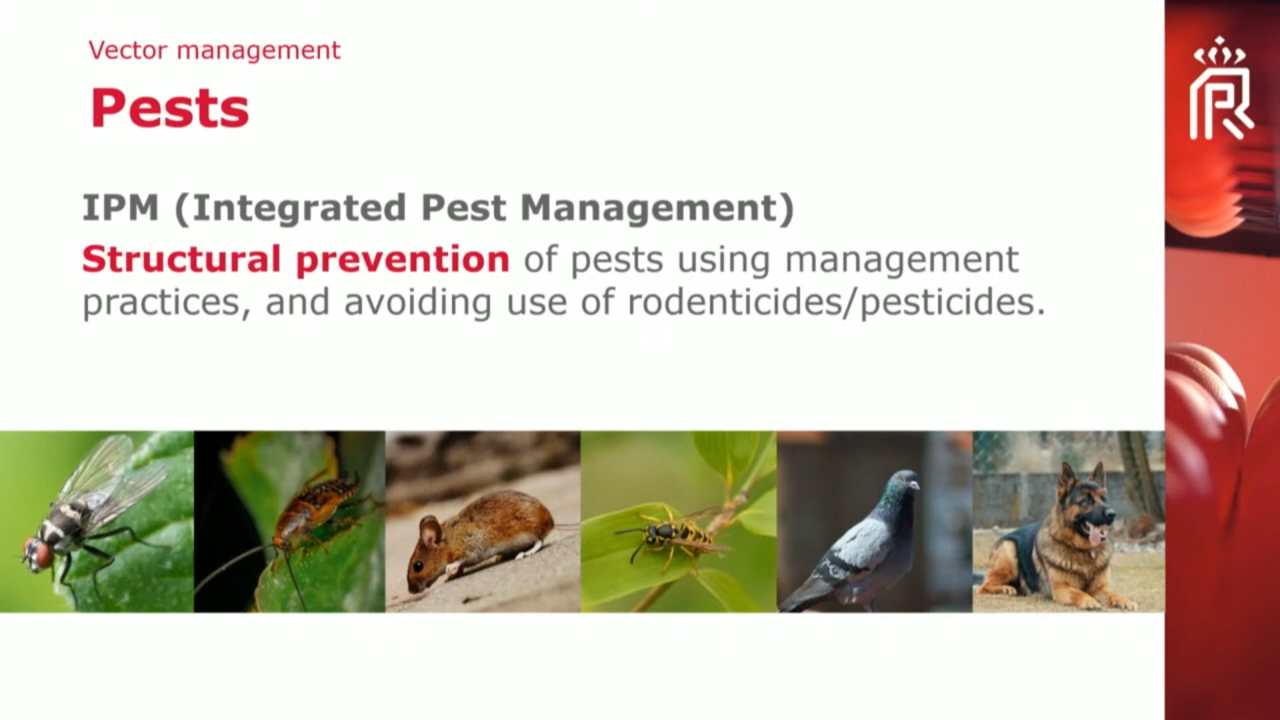 Vector management
Pests
IPM (Integrated Pest Management)
Structural prevention of pests using management
practices, and avoiding use of rodenticides/pesticides.